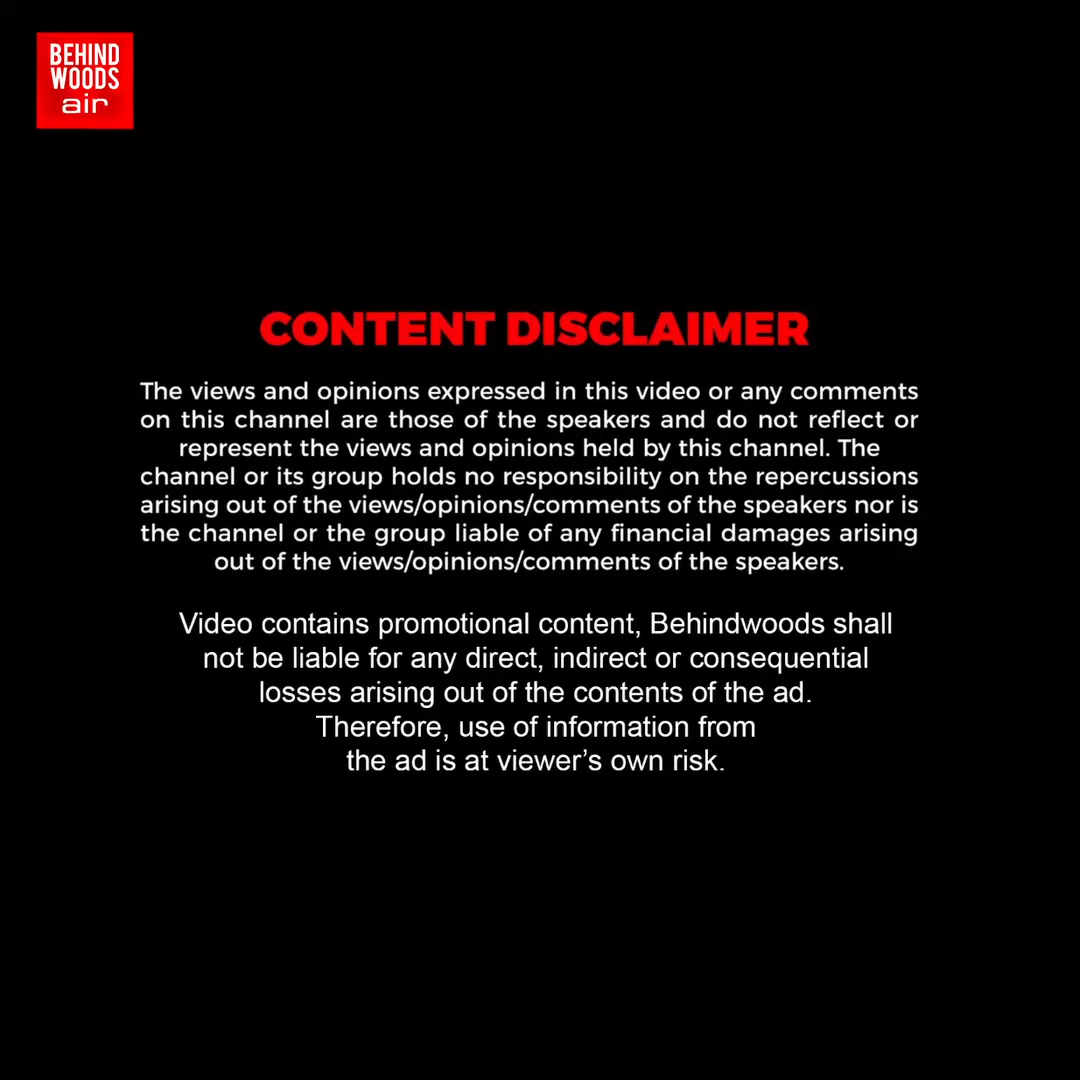 BEHIND
WOODS
air
CONTENT DISCLAIMER
The views and opinions expressed in this video or any comments
on this channel are those of the speakers and do not reflect or
represent the views and opinions held by this channel. The
channel or its group holds no responsibility on the repercussions
arising out of the views/opinions/comments of the speakers nor is
the channel or the group liable of any financial damages arising
out of the views/opinions/comments of the speakers.
Video contains promotional content, Behindwoods shall
not be liable for any direct, indirect or consequential
losses arising out of the contents of the ad.
Therefore, use of information from
the ad is at viewer’s own risk.